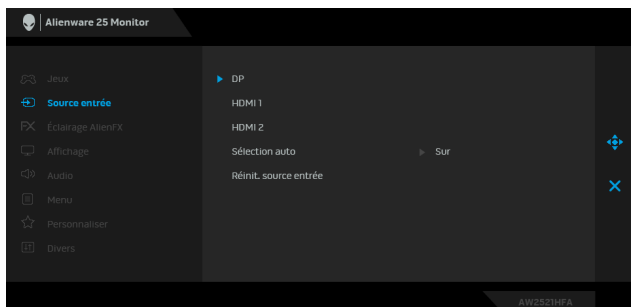 Alienware 25 Monitor
Jeux
Source entrée
FX Éclairage AlienFX
Affichage
Audio
Menu
Personnaliser
Divers
DP
HDMI 1
HDMI 2
Sélection auto Sur
Réinit. source entrée
AW2521HFA